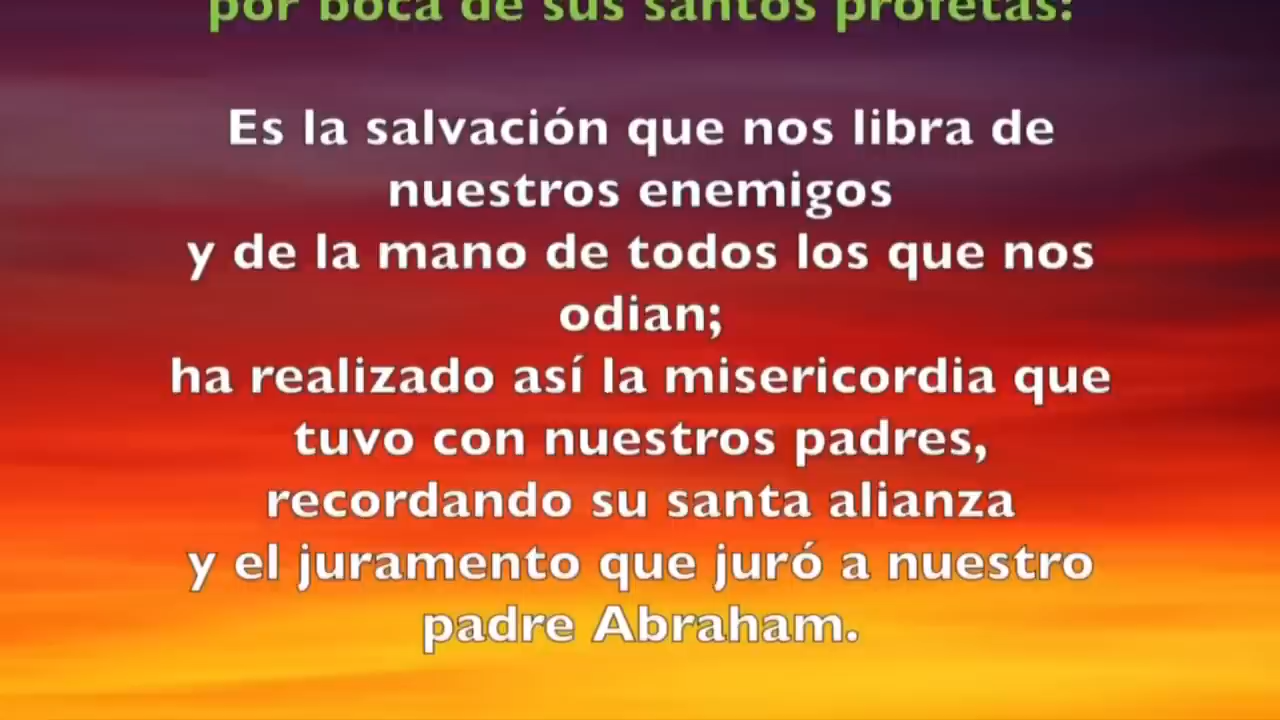 por boca de sus santos profetas:
Es la salvación que nos libra de
nuestros enemigos
y de la mano de todos los que nos
odian;
ha realizado así la misericordia que
tuvo con nuestros padres,
recordando su santa alianza
y el juramento que juró a nuestro
padre Abraham.